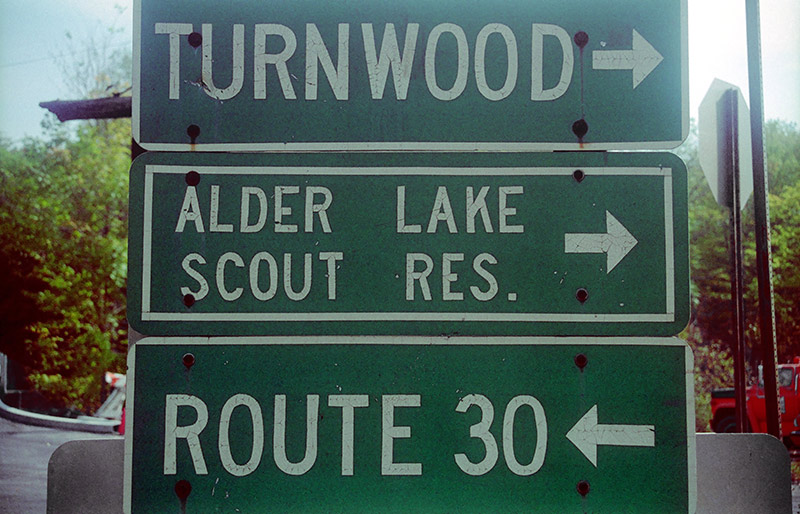 TURNWOOD
ALDER LAKE
SCOUT RES.
ROUTE 30